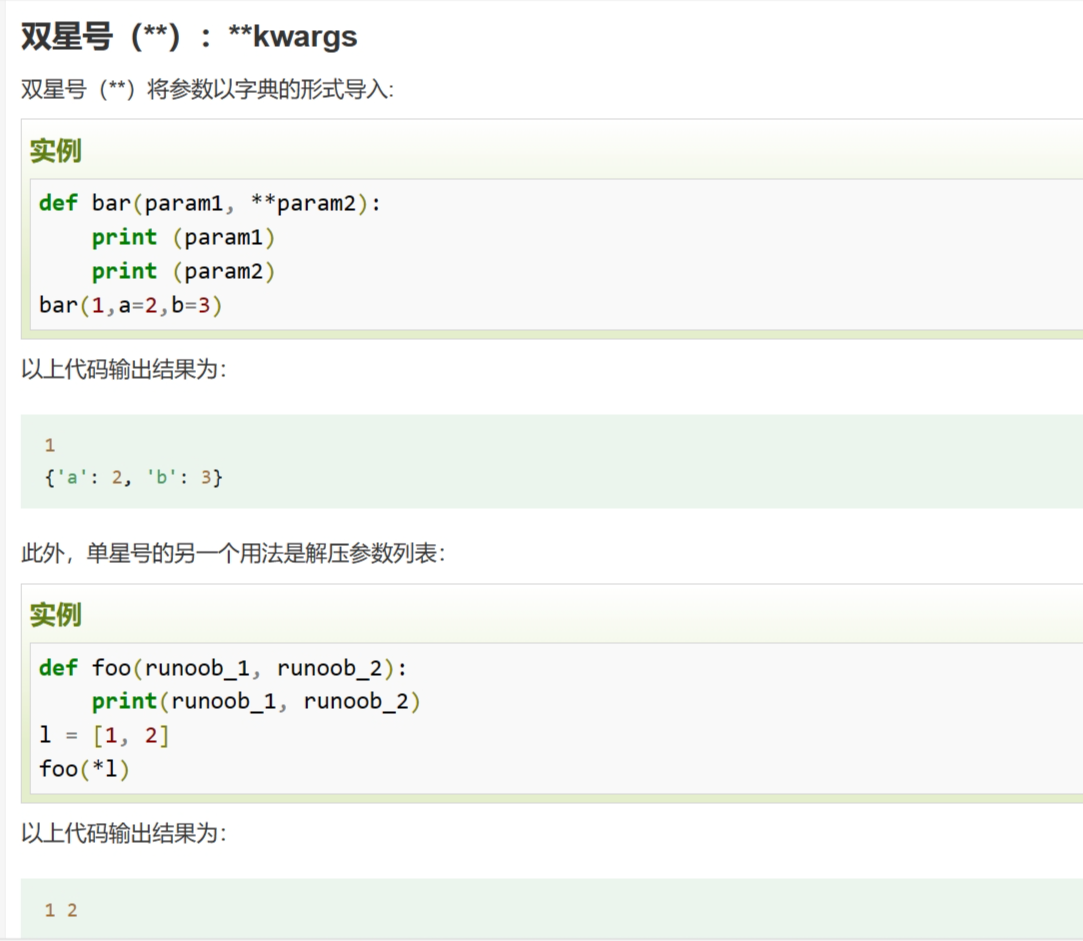 双星号（**）：**kwargs
双星号（**）将参数以字典的形式导入:
实例
def bar(param1, **param2):
    print (param1)
    print (param2)
bar(1,a=2,b=3)
以上代码输出结果为：
1
{'a': 2, 'b': 3}
此外，单星号的另一个用法是解压参数列表：
实例
def foo(runoob_1, runoob_2):
    print(runoob_1, runoob_2)
l = [1, 2]
foo(*l)
以上代码输出结果为：
1 2